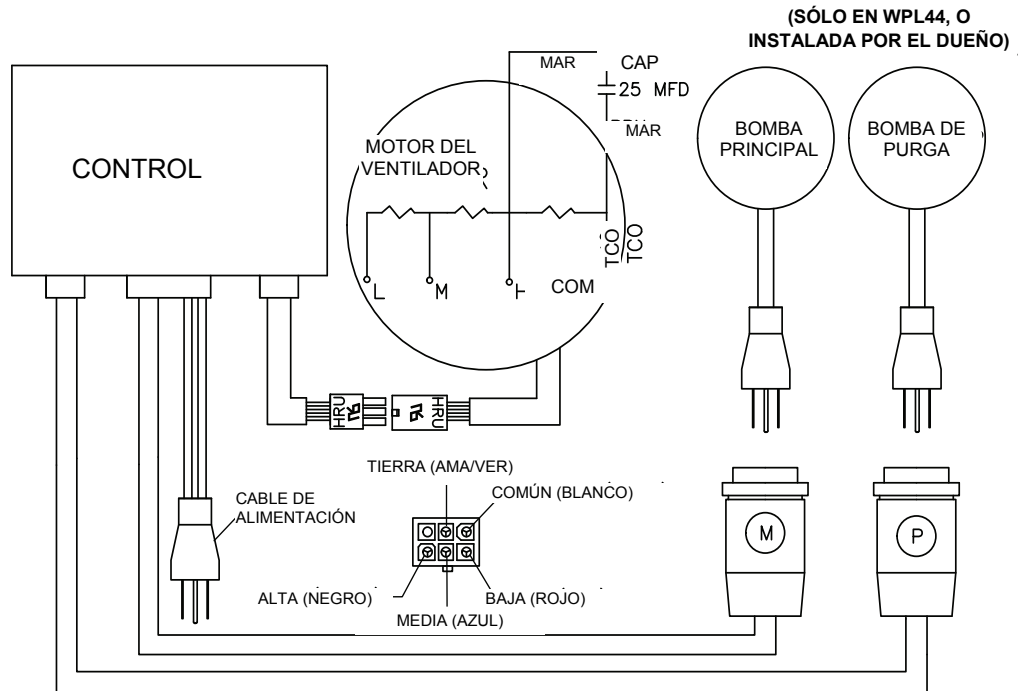 (SÓLO EN WPL44, O
INSTALADA POR EL DUEÑO)
CONTROL
MAR
CAP
25 MFD
MAR
MOTOR DEL
VENTILADOR
TCO
TCO
L
M
H
COM
BOMBA
PRINCIPAL
BOMBA DE
PURGA
HRU
HRU
TIERRA (AMA/VER)
COMÚN (BLANCO)
CABLE DE
ALIMENTACIÓN
ALTA (NEGRO)
BAJA (ROJO)
MEDIA (AZUL)
M
P